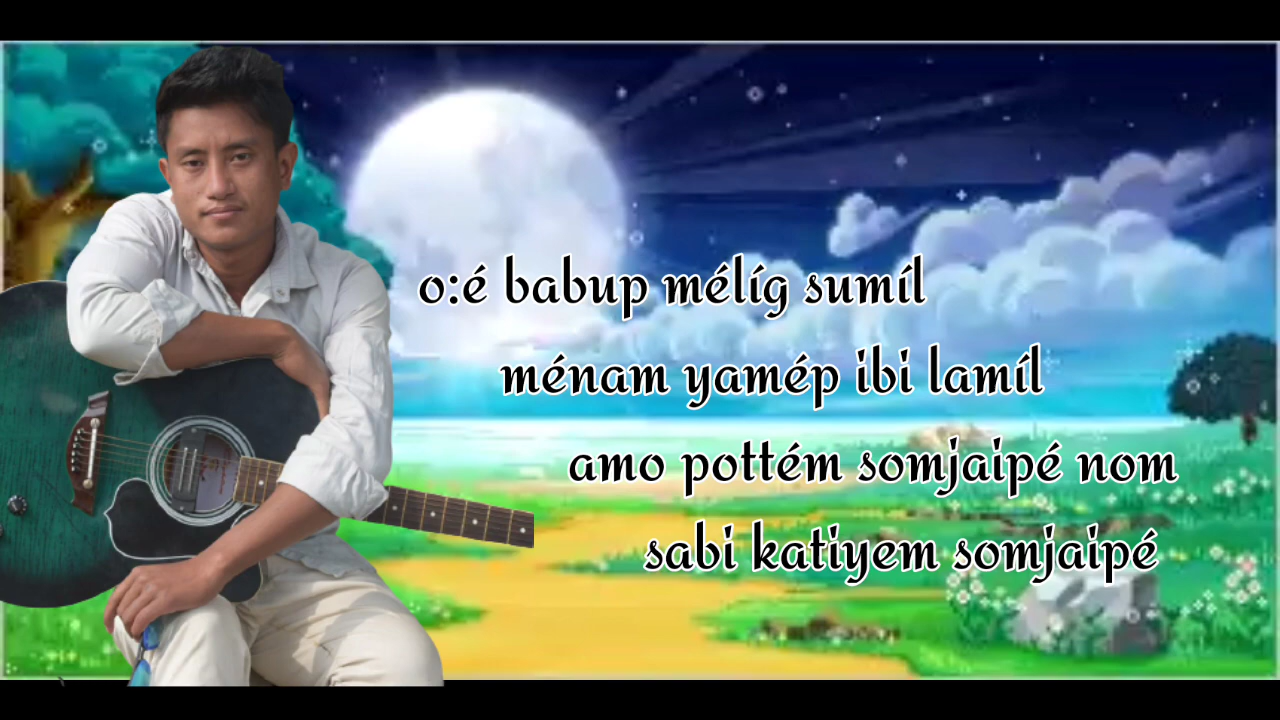 o:é babup mélíg sumíl
ménam yamép ibi lamíl
amo pottém somjaipé nom
sabi katiyem somjaipé